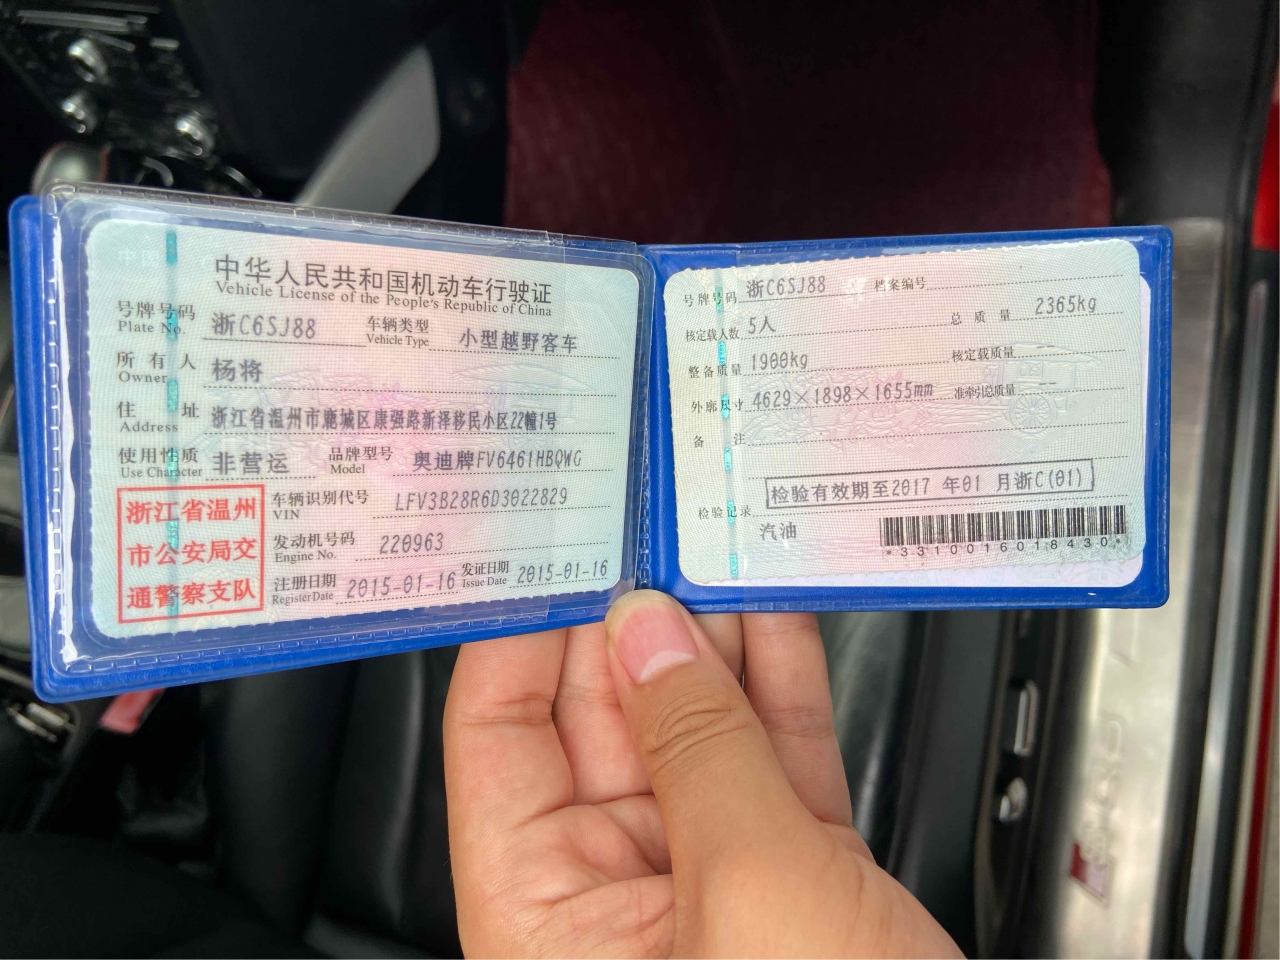 中华人民共和国机动车行驶证
Vehicle License of the People's Republic of China
号牌号码 浙C6SJ88 车辆类型 小型越野客车
Plate No. Vehicle Type
所有人 杨将
Owner
住址 浙江省温州市鹿城区康强路新泽移民小区22幢1号
Address
使用性质 非营运 品牌型号 奥迪牌FV6461HBQWG
Use Character Model
浙江省温州
市公安局交
通警察支队
车辆识别代号 LFV3B28R6D3022829
VIN
发动机号码 220963
Engine No.
注册日期 2015-01-16 发证日期 2015-01-16
Register Date Issue Date
号牌号码 浙C6SJ88 档案编号
核定载人数 5人 总质量 2365kg
整备质量 1900kg 核定载质量
外廓尺寸 4629×1898×1655mm 准牵引总质量 --
备注
检验有效期至2017 年01 月浙C(01)
检验记录
汽油
*3310016018430*